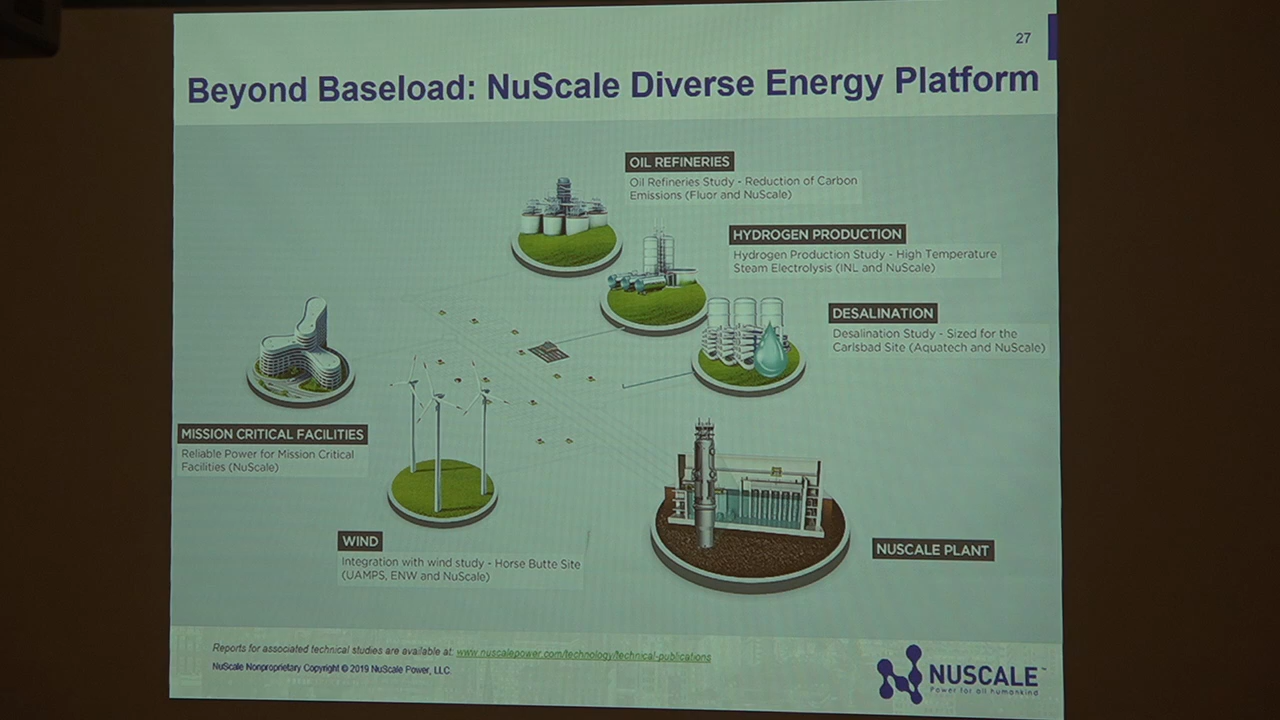 27
Beyond Baseload: NuScale Diverse Energy Platform
OIL REFINERIES
Oil Refineries Study - Reduction of Carbon
Emissions (Fluor and NuScale)
HYDROGEN PRODUCTION
Hydrogen Production Study - High Temperature
Steam Electrolysis (INL and NuScale)
DESALINATION
Desalination Study - Sized for the
Carlsbad Site (Aquatech and NuScale)
MISSION CRITICAL FACILITIES
Reliable Power for Mission Critical
Facilities (NuScale)
WIND
Integration with wind study - Horse Butte Site
(UAMPS, ENW and NuScale)
NUSCALE PLANT
Reports for associated technical studies are available at: www.nuscalepower.com/technology/technical-publications
NuScale Nonproprietary Copyright © 2019 NuScale Power, LLC.
NUSCALE™
Power for all humankind